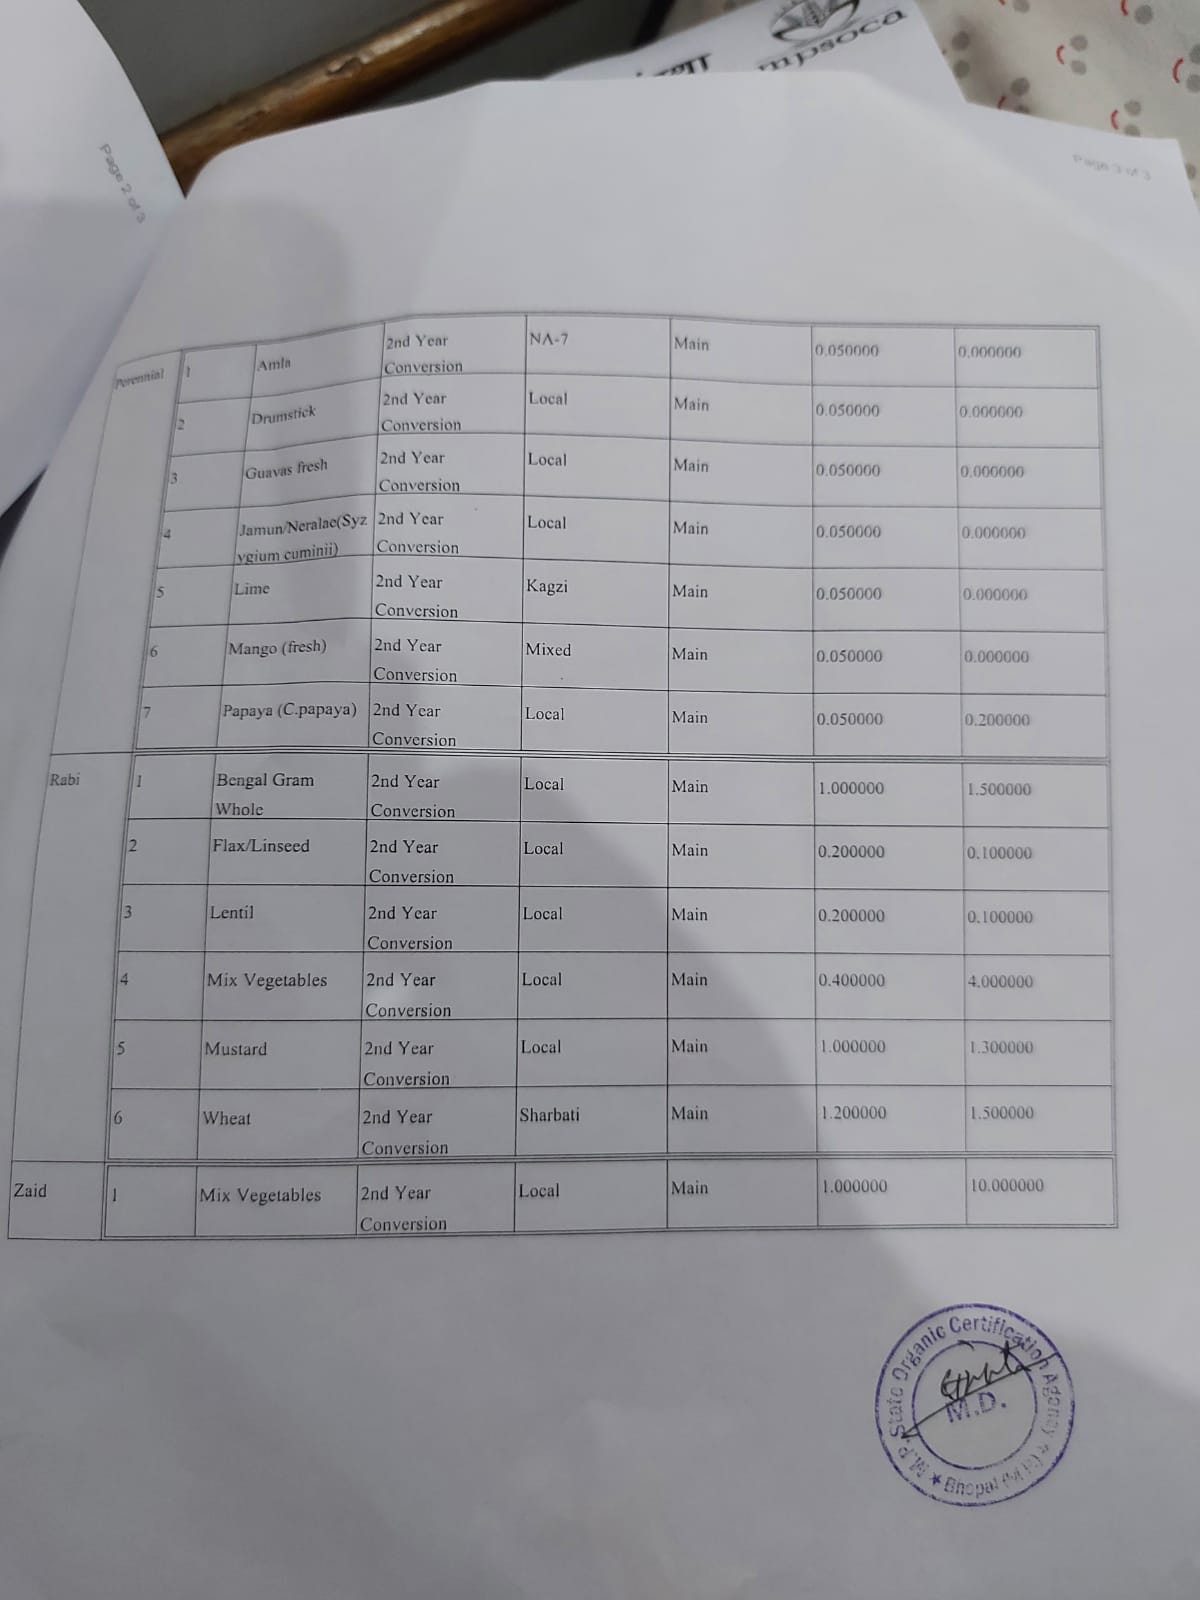 mpsoca
Page 2 of 3
Page 3 of 3
Perennial 1 Amla 2nd Year Conversion NA-7 Main 0.050000 0.000000
2 Drumstick 2nd Year Conversion Local Main 0.050000 0.000000
3 Guavas fresh 2nd Year Conversion Local Main 0.050000 0.000000
4 Jamun/Neralae(Syzygium cuminii) 2nd Year Conversion Local Main 0.050000 0.000000
5 Lime 2nd Year Conversion Kagzi Main 0.050000 0.000000
6 Mango (fresh) 2nd Year Conversion Mixed Main 0.050000 0.000000
7 Papaya (C.papaya) 2nd Year Conversion Local Main 0.050000 0.200000
Rabi 1 Bengal Gram Whole 2nd Year Conversion Local Main 1.000000 1.500000
2 Flax/Linseed 2nd Year Conversion Local Main 0.200000 0.100000
3 Lentil 2nd Year Conversion Local Main 0.200000 0.100000
4 Mix Vegetables 2nd Year Conversion Local Main 0.400000 4.000000
5 Mustard 2nd Year Conversion Local Main 1.000000 1.300000
6 Wheat 2nd Year Conversion Sharbati Main 1.200000 1.500000
Zaid 1 Mix Vegetables 2nd Year Conversion Local Main 1.000000 10.000000
M.P. State Organic Certification Agency ★ Bhopal (M.P.) ★
M.D.